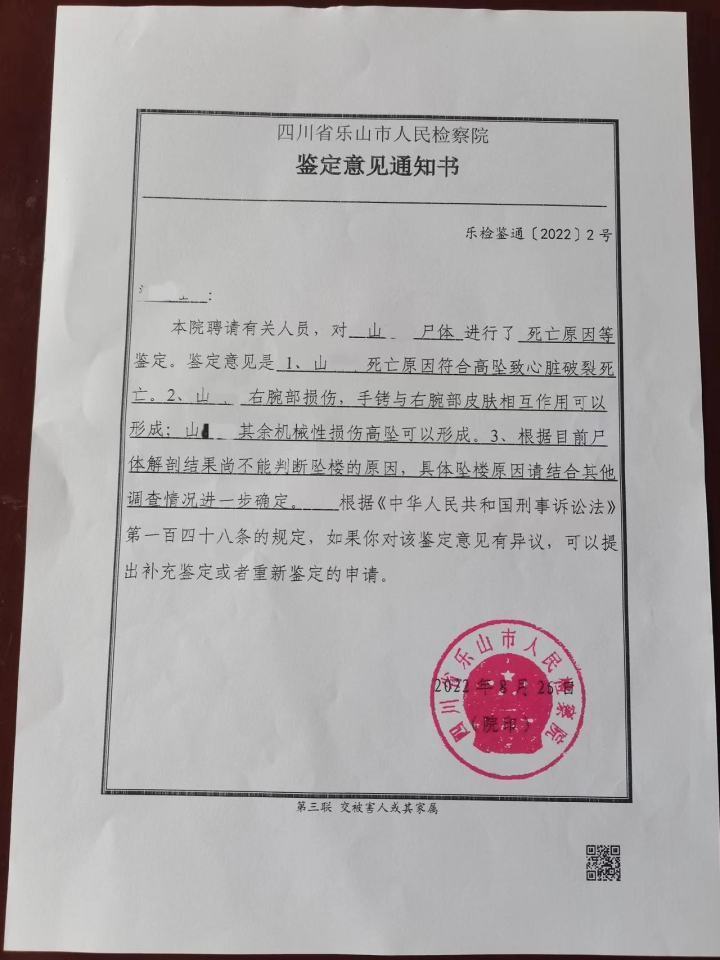 四川省乐山市人民检察院
鉴定意见通知书
乐检鉴通〔2022〕2号
：
本院聘请有关人员，对 山 尸体 进行了 死亡原因等
鉴定。鉴定意见是 1、山 死亡原因符合高坠致心脏破裂死
亡。2、山 右腕部损伤，手铐与右腕部皮肤相互作用可以
形成；山 其余机械性损伤高坠可以形成。3、根据目前尸
体解剖结果尚不能判断坠楼的原因，具体坠楼原因请结合其他
调查情况进一步确定。 根据《中华人民共和国刑事诉讼法》
第一百四十八条的规定，如果你对该鉴定意见有异议，可以提
出补充鉴定或者重新鉴定的申请。
四川省乐山市人民检察院
2022年8月26日
（院印）
第三联 交被害人或其家属